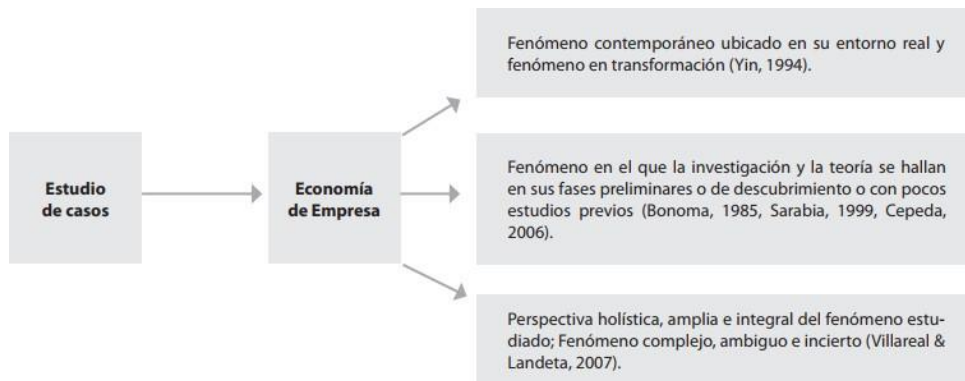 Fenómeno contemporáneo ubicado en su entorno real y
fenómeno en transformación (Yin, 1994).
Estudio
de casos
Economía
de Empresa
Fenómeno en el que la investigación y la teoría se hallan
en sus fases preliminares o de descubrimiento o con pocos
estudios previos (Bonoma, 1985, Sarabia, 1999, Cepeda,
2006).
Perspectiva holística, amplia e integral del fenómeno estu-
diado; Fenómeno complejo, ambiguo e incierto (Villareal &
Landeta, 2007).